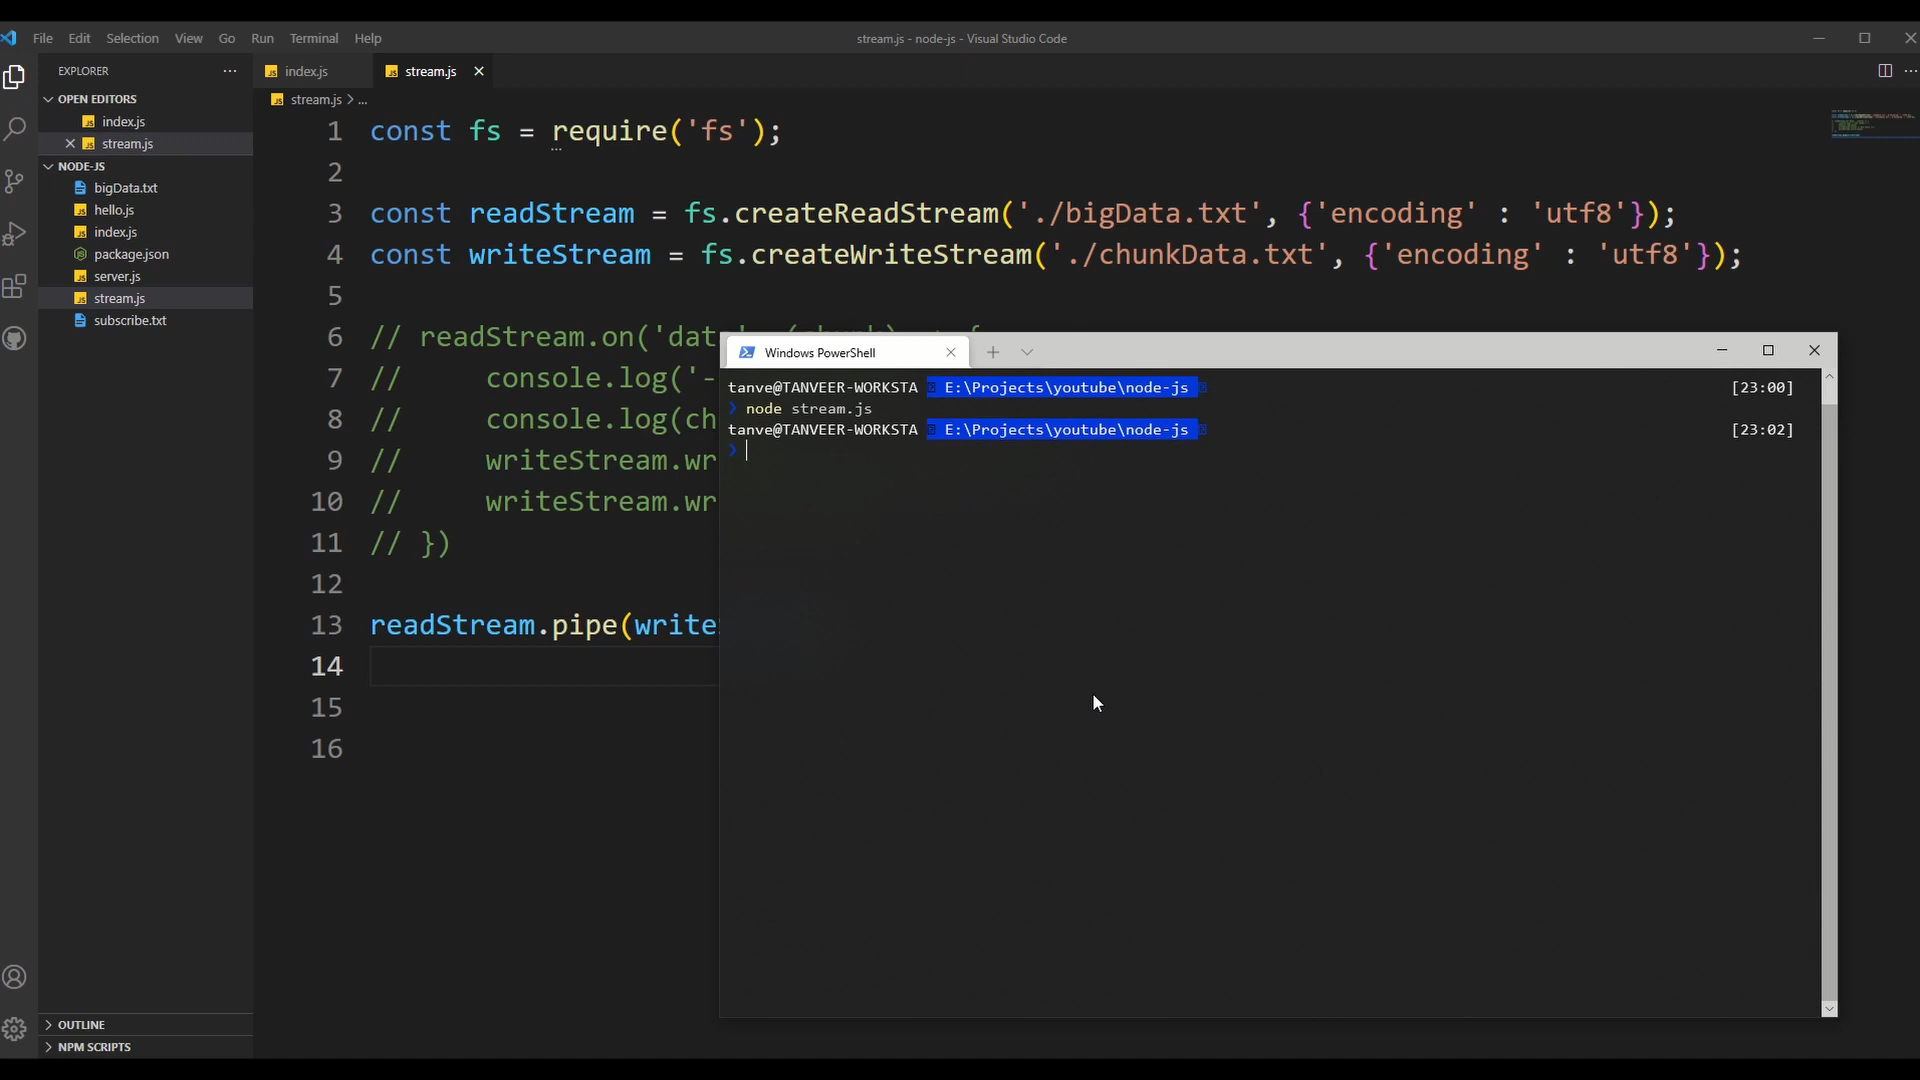 File Edit Selection View Go Run Terminal Help
stream.js - node-js - Visual Studio Code
EXPLORER
OPEN EDITORS
index.js
stream.js
NODE-JS
bigData.txt
hello.js
index.js
package.json
server.js
stream.js
subscribe.txt
OUTLINE
NPM SCRIPTS
index.js
stream.js
stream.js > ...
1 const fs = require('fs');
2
3 const readStream = fs.createReadStream('./bigData.txt', {'encoding' : 'utf8'});
4 const writeStream = fs.createWriteStream('./chunkData.txt', {'encoding' : 'utf8'});
5
6 // readStream.on('dat
7 // console.log('-
8 // console.log(ch
9 // writeStream.wr
10 // writeStream.wr
11 // })
12
13 readStream.pipe(write
14
15
16
Windows PowerShell
tanve@TANVEER-WORKSTA E:\Projects\youtube\node-js [23:00]
❯ node stream.js
tanve@TANVEER-WORKSTA E:\Projects\youtube\node-js [23:02]
❯